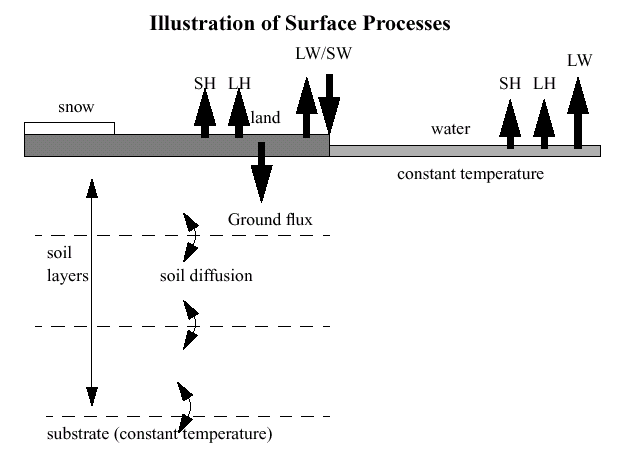 Illustration of Surface Processes
LW/SW
LW
SH LH
SH LH
snow
land
water
constant temperature
Ground flux
soil
layers
soil diffusion
substrate (constant temperature)